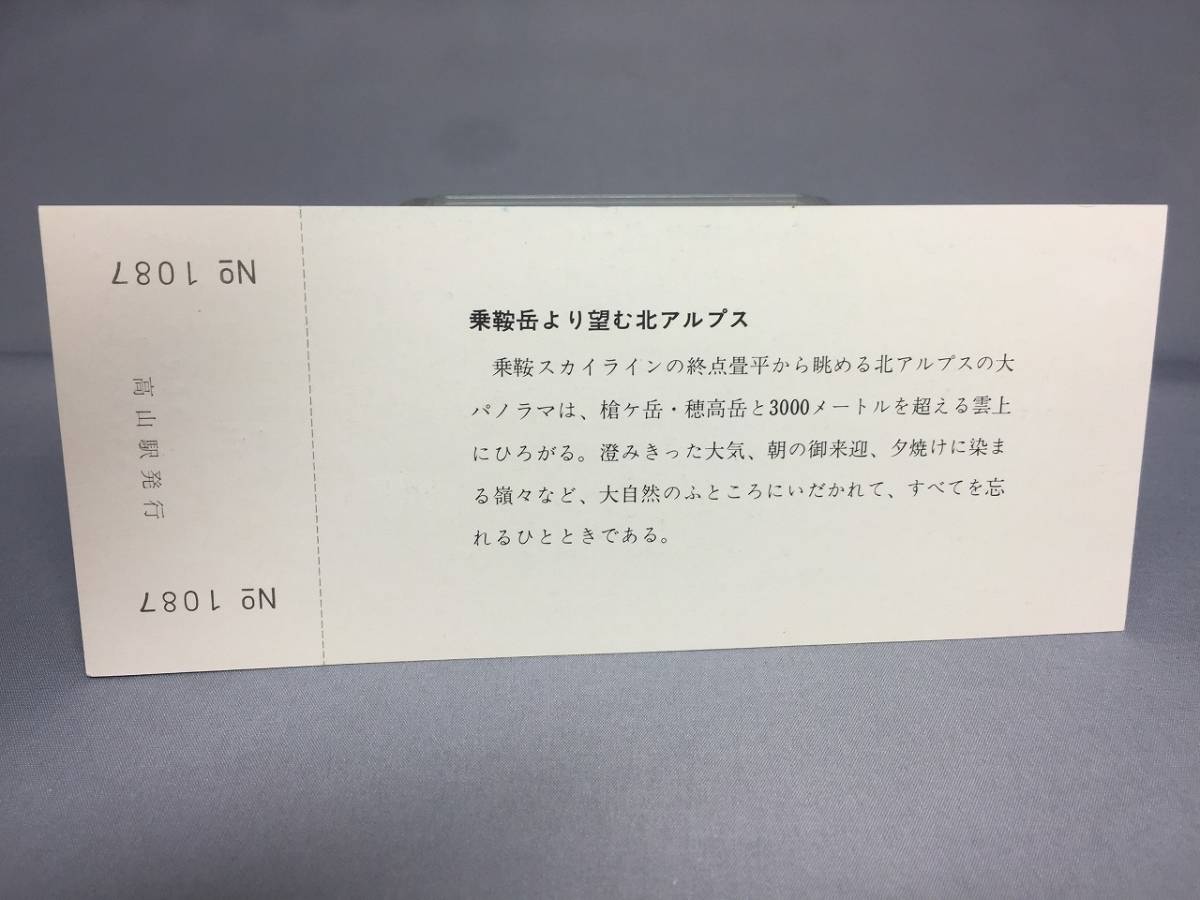 № 1087
高山駅発行
№ 1087
乗鞍岳より望む北アルプス
乗鞍スカイラインの終点畳平から眺める北アルプスの大
パノラマは、槍ケ岳・穂高岳と3000メートルを超える雲上
にひろがる。澄みきった大気、朝の御来迎、夕焼けに染ま
る嶺々など、大自然のふところにいだかれて、すべてを忘
れるひとときである。